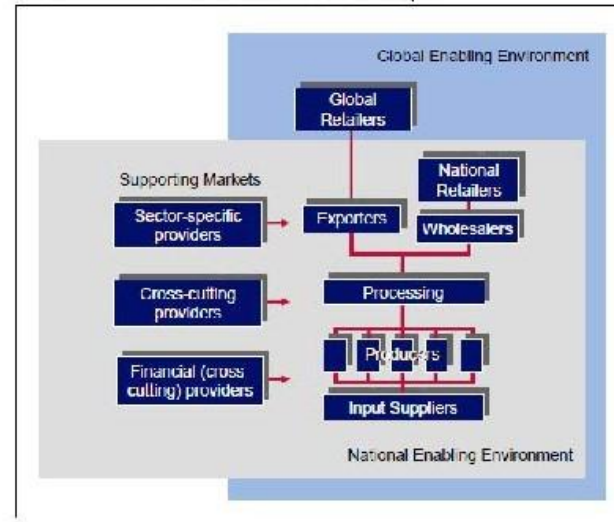 Global Enabling Environment
Global
Retailers
Supporting Markets
National
Retailers
Sector-specific
providers
Exporters
Wholesalers
Cross-cutting
providers
Processing
Producers
Financial (cross
cutting) providers
Input Suppliers
National Enabling Environment